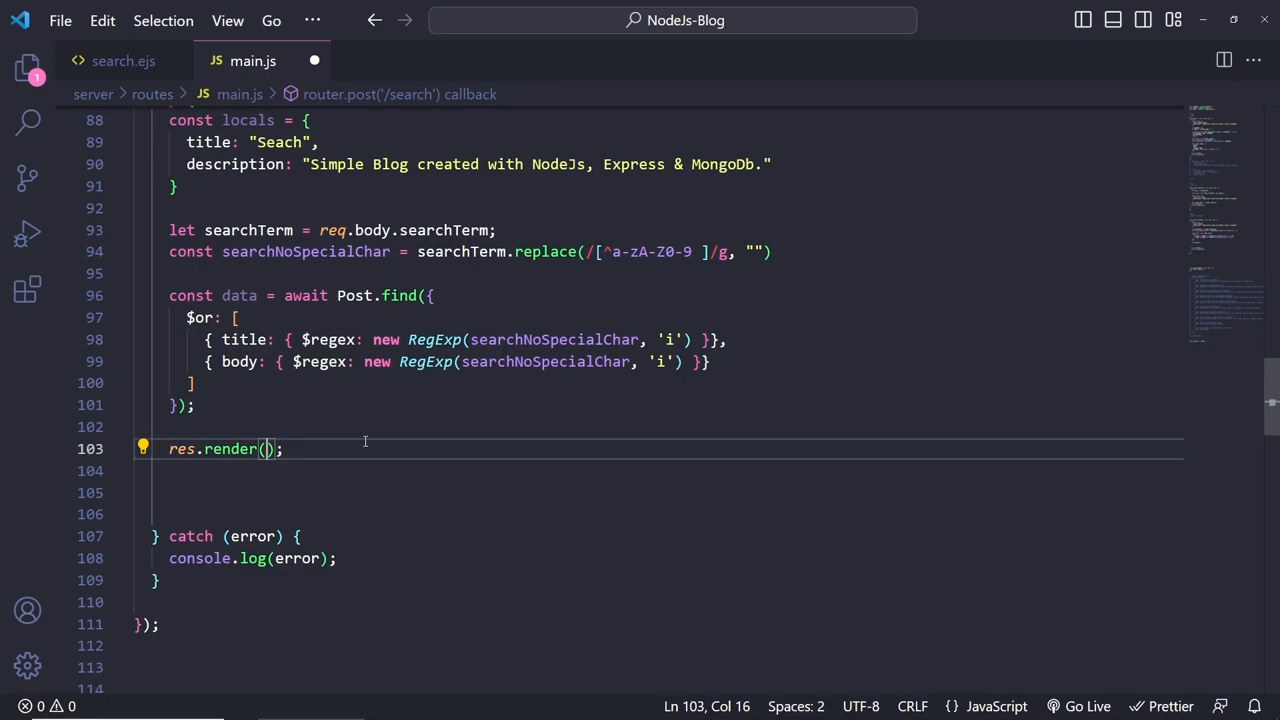 File Edit Selection View Go ··· NodeJs-Blog
search.ejs JS main.js
1
server > routes > JS main.js > router.post('/search') callback
88 const locals = {
89 title: "Seach",
90 description: "Simple Blog created with NodeJs, Express & MongoDb."
91 }
92
93 let searchTerm = req.body.searchTerm;
94 const searchNoSpecialChar = searchTerm.replace(/[^a-zA-Z0-9 ]/g, "")
95
96 const data = await Post.find({
97 $or: [
98 { title: { $regex: new RegExp(searchNoSpecialChar, 'i') }},
99 { body: { $regex: new RegExp(searchNoSpecialChar, 'i') }}
100 ]
101 });
102
103 res.render();
104
105
106
107 } catch (error) {
108 console.log(error);
109 }
110
111 });
112
113
114
0 0 Ln 103, Col 16 Spaces: 2 UTF-8 CRLF {} JavaScript Go Live Prettier